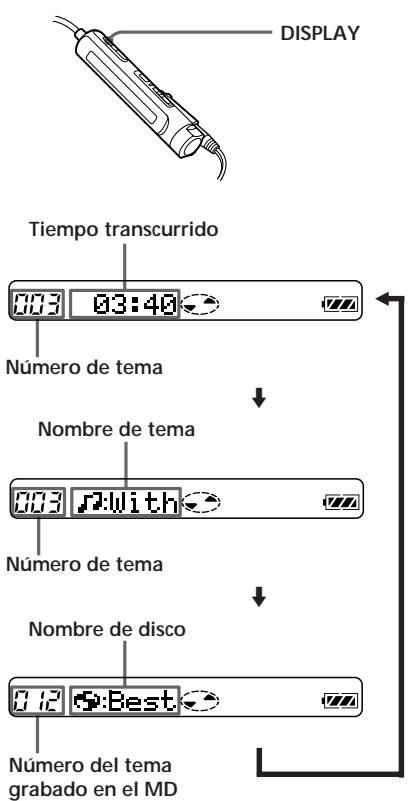 DISPLAY
Tiempo transcurrido
003 03:40
Número de tema
Nombre de tema
003 :With
Número de tema
Nombre de disco
012 :Best
Número del tema
grabado en el MD